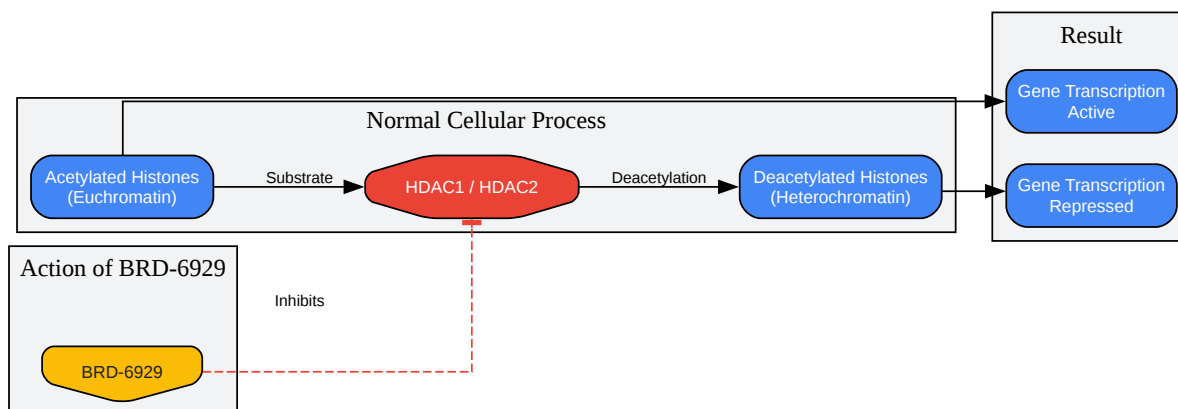 Result
Gene Transcription
Active
Normal Cellular Process
Acetylated Histones
(Euchromatin)
Substrate
HDAC1 / HDAC2
Deacetylation
Deacetylated Histones
(Heterochromatin)
Gene Transcription
Repressed
Action of BRD-6929
Inhibits
BRD-6929